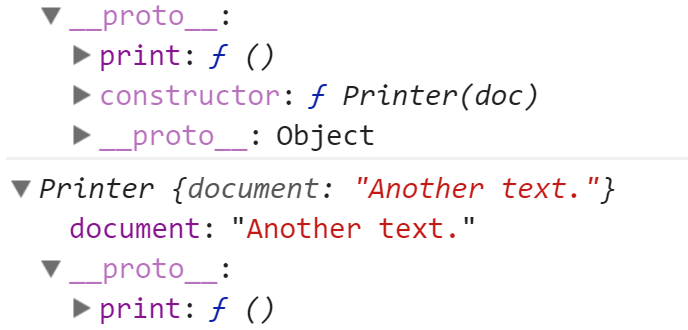 __proto__:
print: ƒ ()
constructor: ƒ Printer(doc)
__proto__: Object
Printer {document: "Another text."}
document: "Another text."
__proto__:
print: ƒ ()